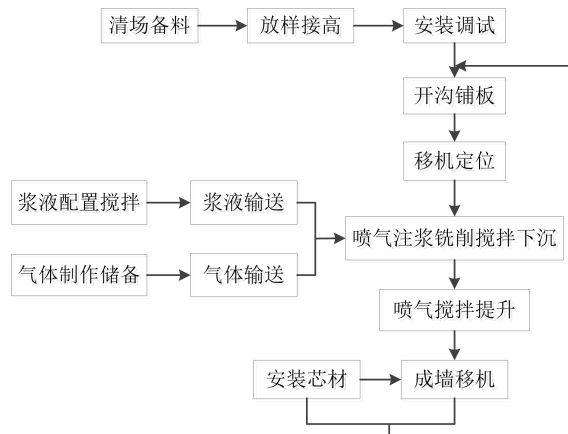 清场备料
放样接高
安装调试
开沟铺板
移机定位
浆液配置搅拌
浆液输送
喷气注浆铣削搅拌下沉
气体制作储备
气体输送
喷气搅拌提升
安装芯材
成墙移机